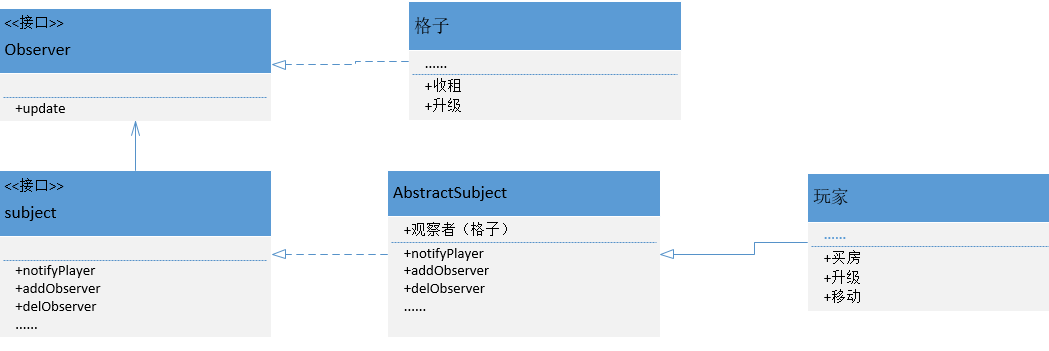 <<接口>>
Observer
+update
格子
......
+收租
+升级
<<接口>>
subject
+notifyPlayer
+addObserver
+delObserver
......
AbstractSubject
+观察者（格子）
+notifyPlayer
+addObserver
+delObserver
......
玩家
......
+买房
+升级
+移动